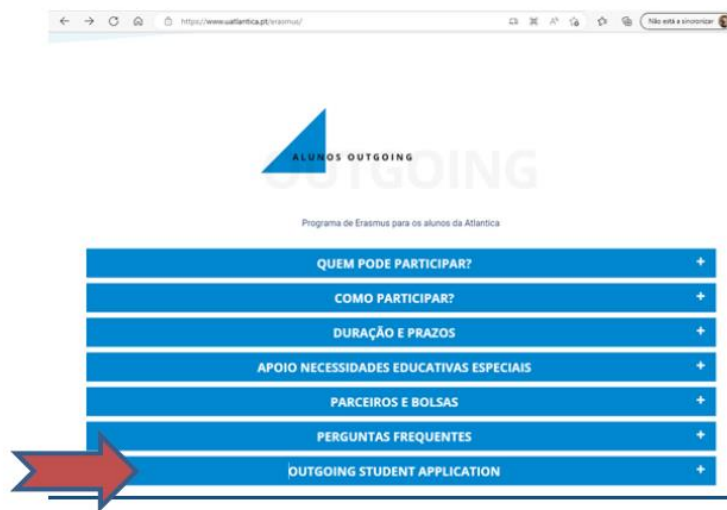 https://www.uatlantica.pt/erasmus/
Não está a sincronizar
ALUNOS OUTGOING
OUTGOING
Programa de Erasmus para os alunos da Atlantica
QUEM PODE PARTICIPAR? +
COMO PARTICIPAR? +
DURAÇÃO E PRAZOS +
APOIO NECESSIDADES EDUCATIVAS ESPECIAIS +
PARCEIROS E BOLSAS +
PERGUNTAS FREQUENTES +
OUTGOING STUDENT APPLICATION +